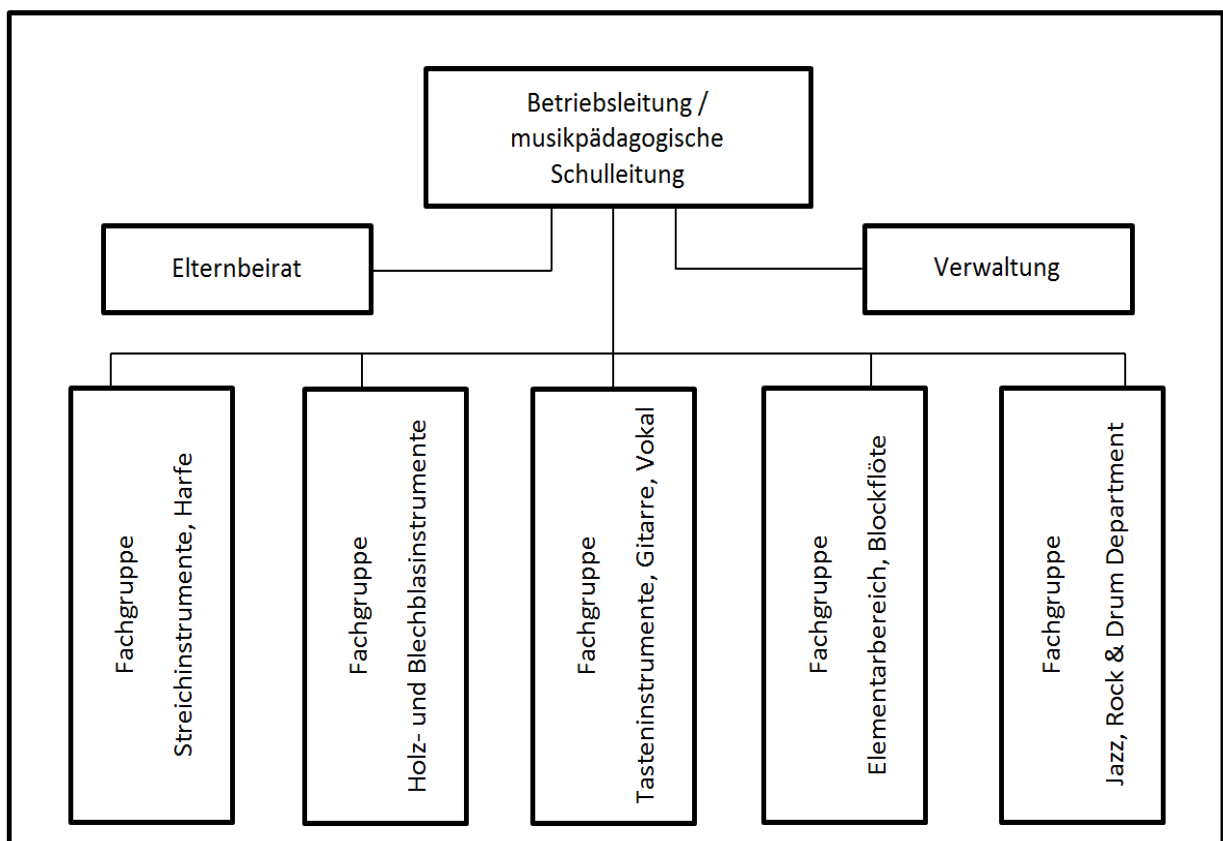 Betriebsleitung /
musikpädagogische
Schulleitung
Elternbeirat
Verwaltung
Fachgruppe
Streichinstrumente, Harfe
Fachgruppe
Holz- und Blechblasinstrumente
Fachgruppe
Tasteninstrumente, Gitarre, Vokal
Fachgruppe
Elementarbereich, Blockflöte
Fachgruppe
Jazz, Rock & Drum Department